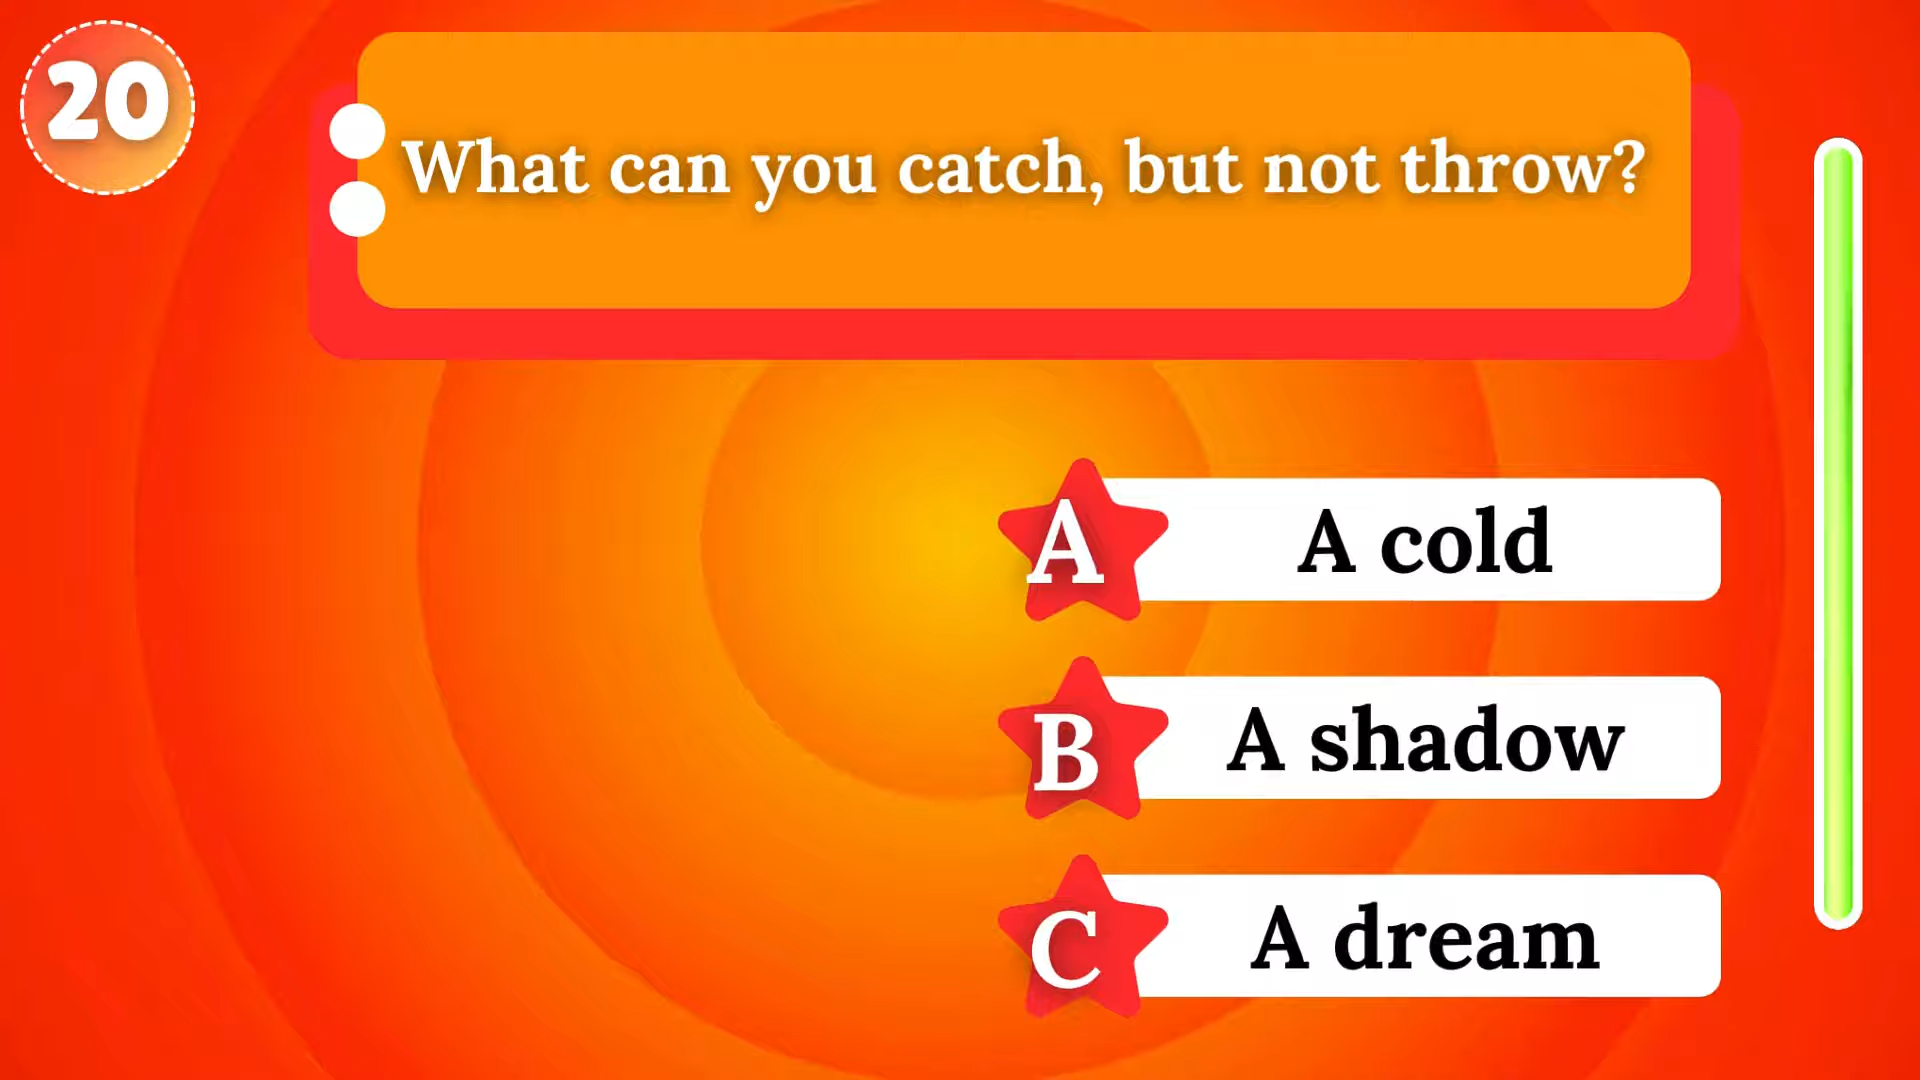 20
What can you catch, but not throw?
A A cold
B A shadow
C A dream